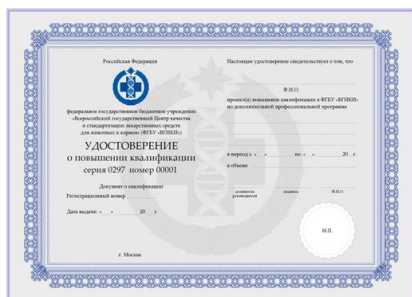 Российская Федерация
федеральное государственное бюджетное учреждение
«Всероссийский государственный Центр качества
и стандартизации лекарственных средств
для животных и кормов» (ФГБУ «ВГНКИ»)
УДОСТОВЕРЕНИЕ
о повышении квалификации
серия 0297 номер 00001
Документ о квалификации
Регистрационный номер
Дата выдачи « » 20 г.
г. Москва
Настоящее удостоверение свидетельствует о том, что
Ф.И.О.
прошел(а) повышение квалификации в ФГБУ «ВГНКИ»
по дополнительной профессиональной программе
в период с « » по « » 20 г.
в объеме
должность подпись Ф.И.О.
руководителя
М.П.